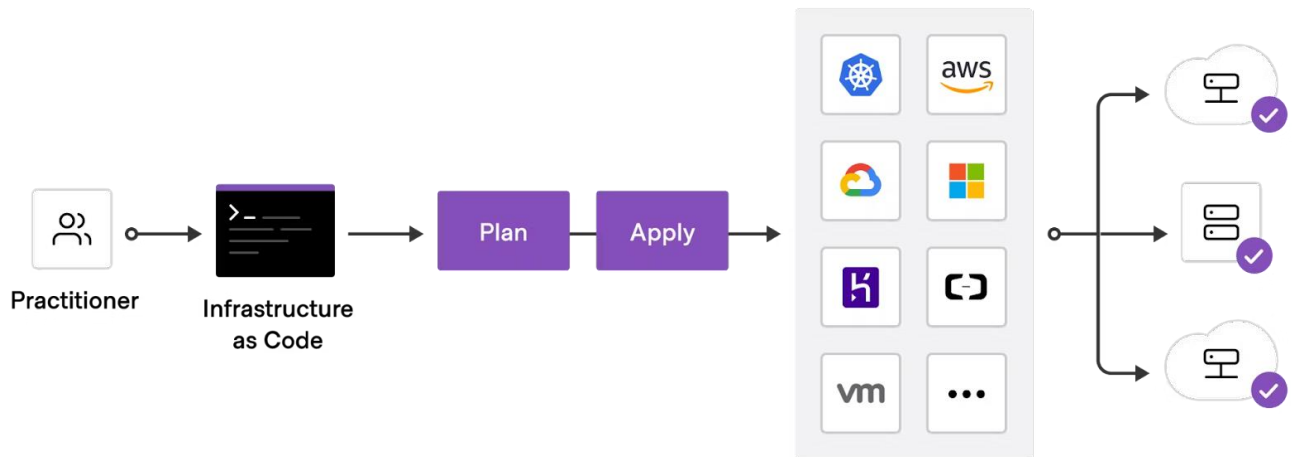 Practitioner
Infrastructure
as Code
Plan
Apply
aws
vm